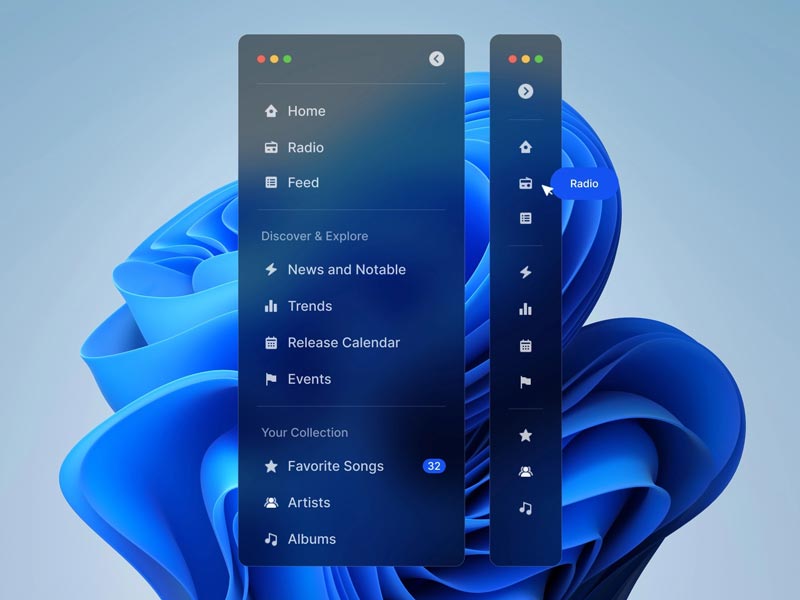 Home
Radio
Feed
Discover & Explore
News and Notable
Trends
Release Calendar
Events
Your Collection
Favorite Songs 32
Artists
Albums
Radio